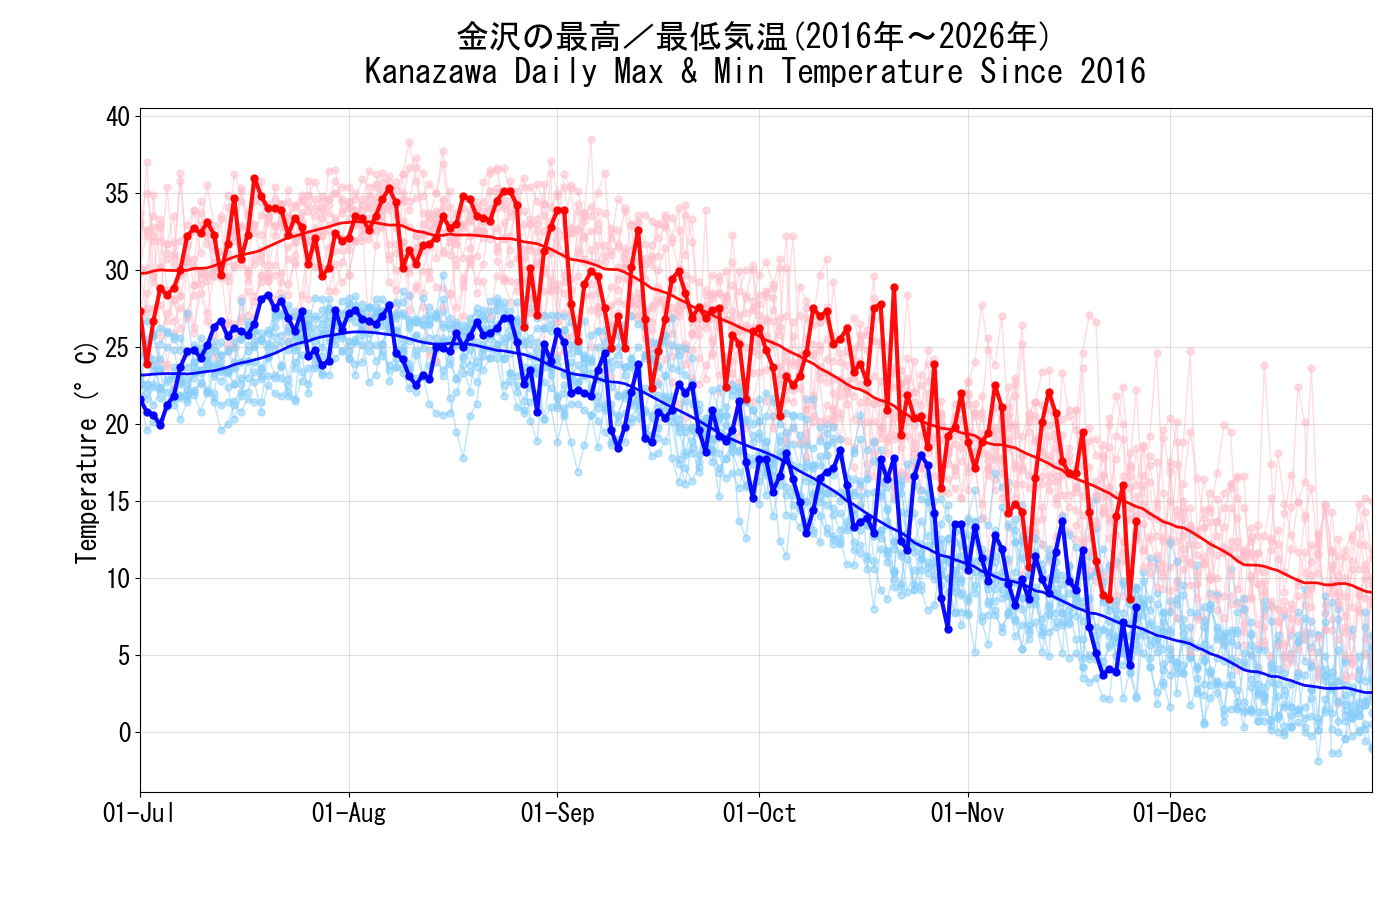 金沢の最高／最低気温(2016年～2026年)
Kanazawa Daily Max & Min Temperature Since 2016
Temperature (° C)
40
35
30
25
20
15
10
5
0
01-Jul 01-Aug 01-Sep 01-Oct 01-Nov 01-Dec